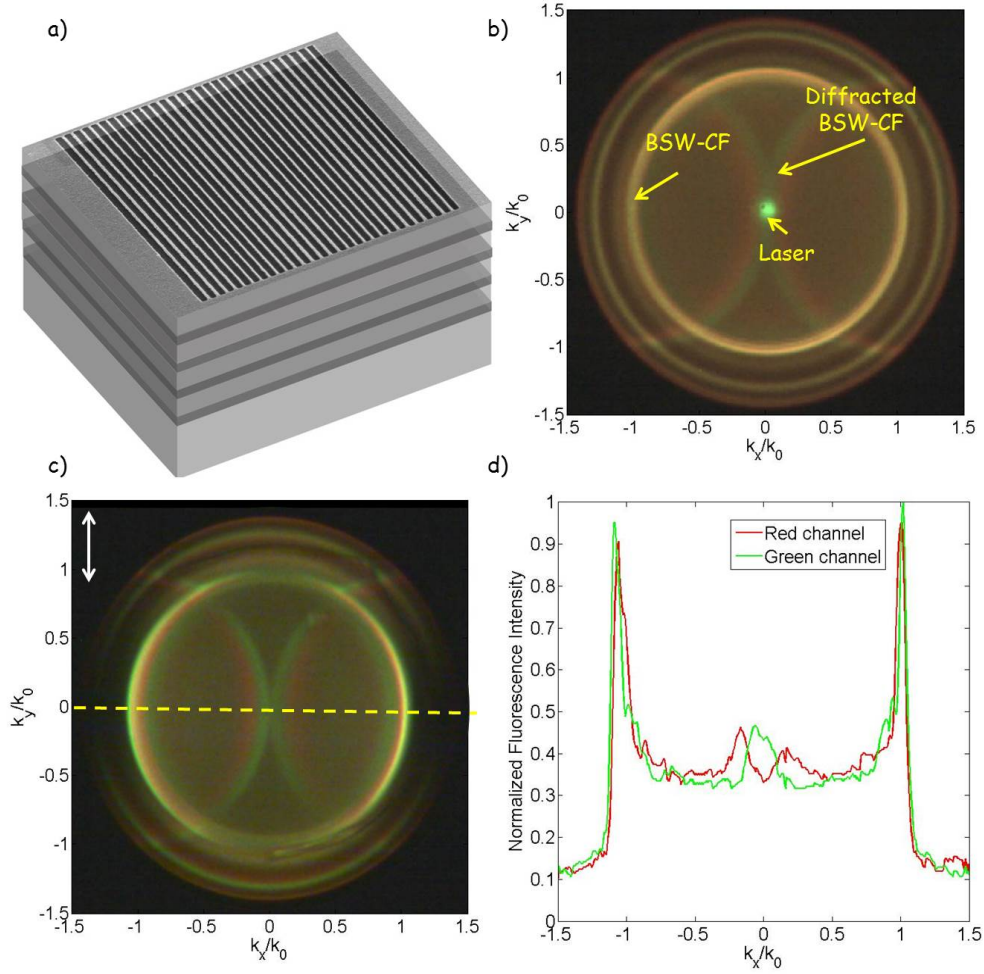 a)
b)
1.5
1
0.5
0
-0.5
-1
-1.5
k_y/k_0
BSW-CF
Diffracted
BSW-CF
Laser
-1.5 -1 -0.5 0 0.5 1 1.5
k_x/k_0
c)
1.5
1
0.5
0
-0.5
-1
-1.5
k_y/k_0
-1.5 -1 -0.5 0 0.5 1 1.5
k_x/k_0
d)
1
0.9
0.8
0.7
0.6
0.5
0.4
0.3
0.2
0.1
0
Normalized Fluorescence Intensity
Red channel
Green channel
-1.5 -1 -0.5 0 0.5 1 1.5
k_x/k_0